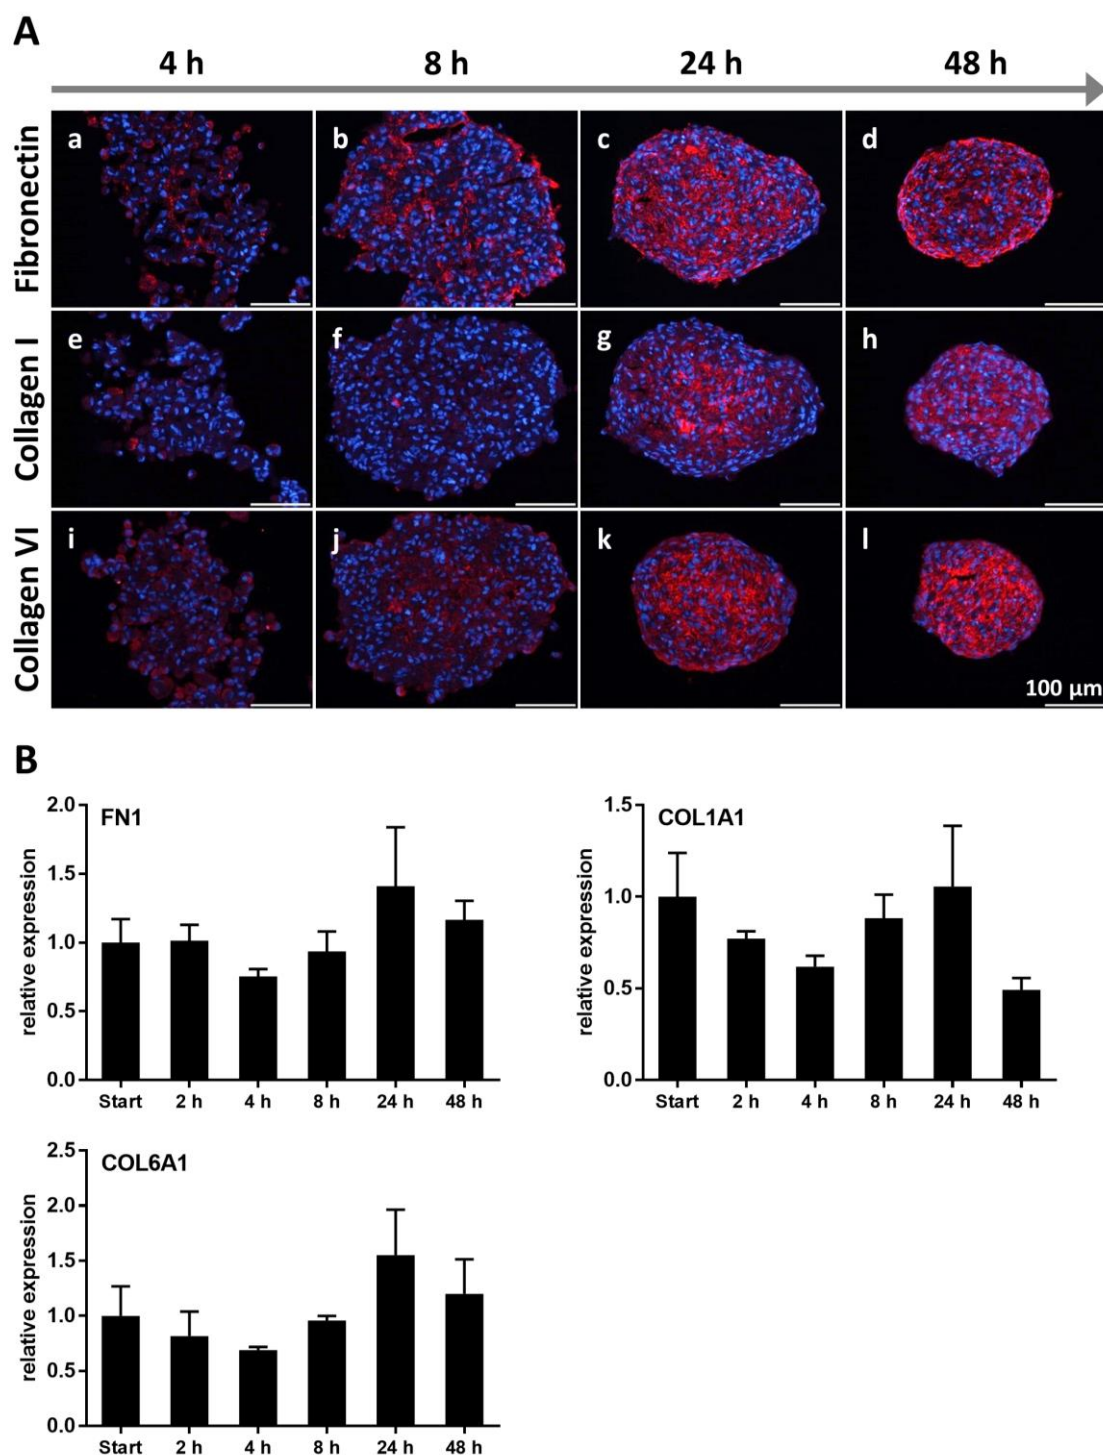 A
4 h 8 h 24 h 48 h
Fibronectin
a b c d
Collagen I
e f g h
Collagen VI
i j k l
100 µm
B
FN1
relative expression
2.0
1.5
1.0
0.5
0.0
Start 2 h 4 h 8 h 24 h 48 h
COL1A1
relative expression
1.5
1.0
0.5
0.0
Start 2 h 4 h 8 h 24 h 48 h
COL6A1
relative expression
2.5
2.0
1.5
1.0
0.5
0.0
Start 2 h 4 h 8 h 24 h 48 h